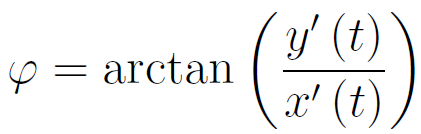 φ = arctan ( y′ (t) / x′ (t) )